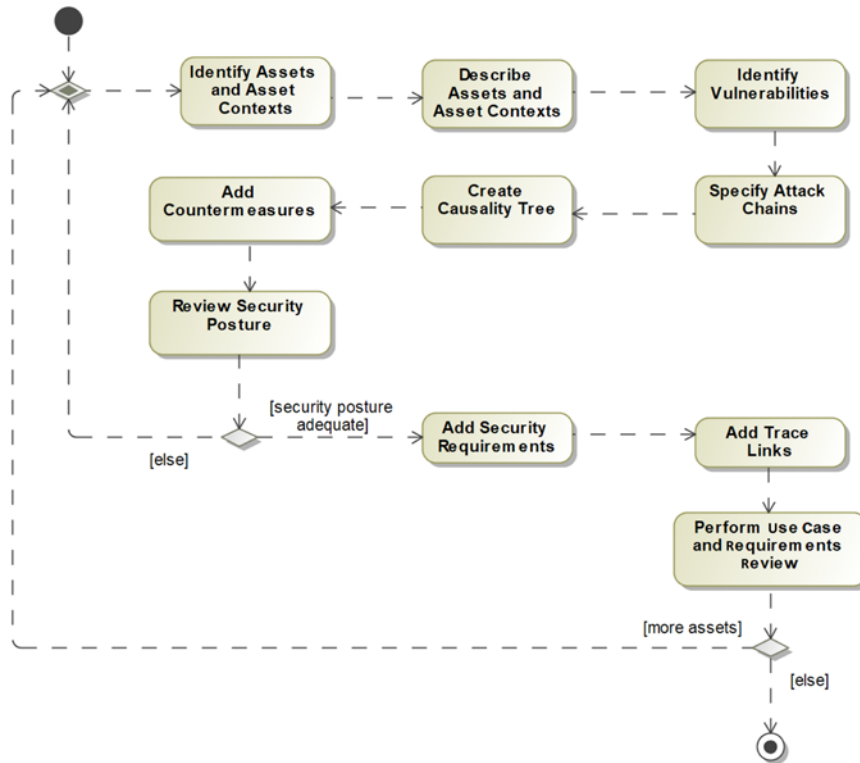 Identify Assets
and Asset
Contexts
Describe
Assets and
Asset Contexts
Identify
Vulnerabilities
Add
Countermeasures
Create
Causality Tree
Specify Attack
Chains
Review Security
Posture
[security posture
adequate]
[else]
Add Security
Requirements
Add Trace
Links
Perform Use Case
and Requirements
Review
[more assets]
[else]